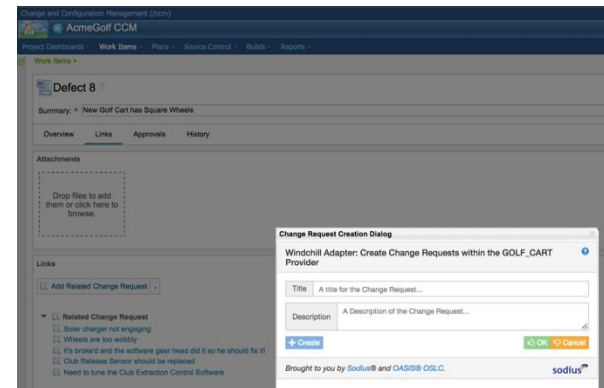 Change and Configuration Management (/ccm)
AcmeGolf CCM
Project Dashboards Work Items Plans Source Control Builds Reports
Work Items >
Defect 8
Summary: * New Golf Cart has Square Wheels
Overview Links Approvals History
Attachments
Drop files to add
them or click here to
browse.
Change Request Creation Dialog
Windchill Adapter: Create Change Requests within the GOLF_CART
Provider
Links
Add Related Change Request
Title A title for the Change Request...
Description A Description of the Change Request...
Related Change Request
Solar charger not engaging
Wheels are too wobbly
+ Create OK Cancel
It's broke'd and the software gear head did it so he should fix it!
Club Release Sensor should be replaced
Need to tune the Club Extraction Control Software
Brought to you by Sodius® and OASIS® OSLC. sodius